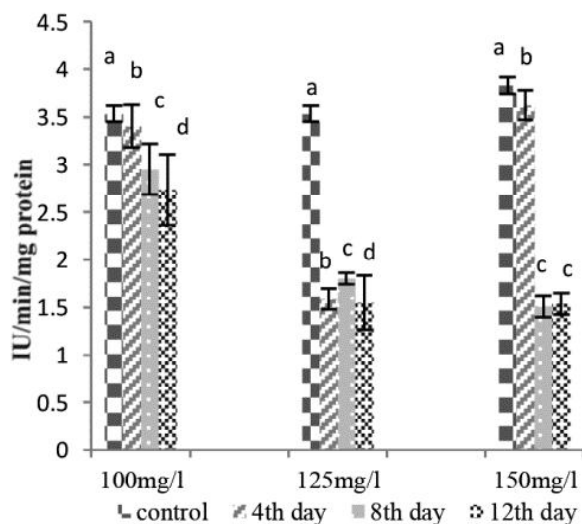 4.5
4
3.5
3
2.5
2
1.5
1
0.5
0
IU/min/mg protein
a b c d
a b c d
a b c c
100mg/l 125mg/l 150mg/l
control 4th day 8th day 12th day